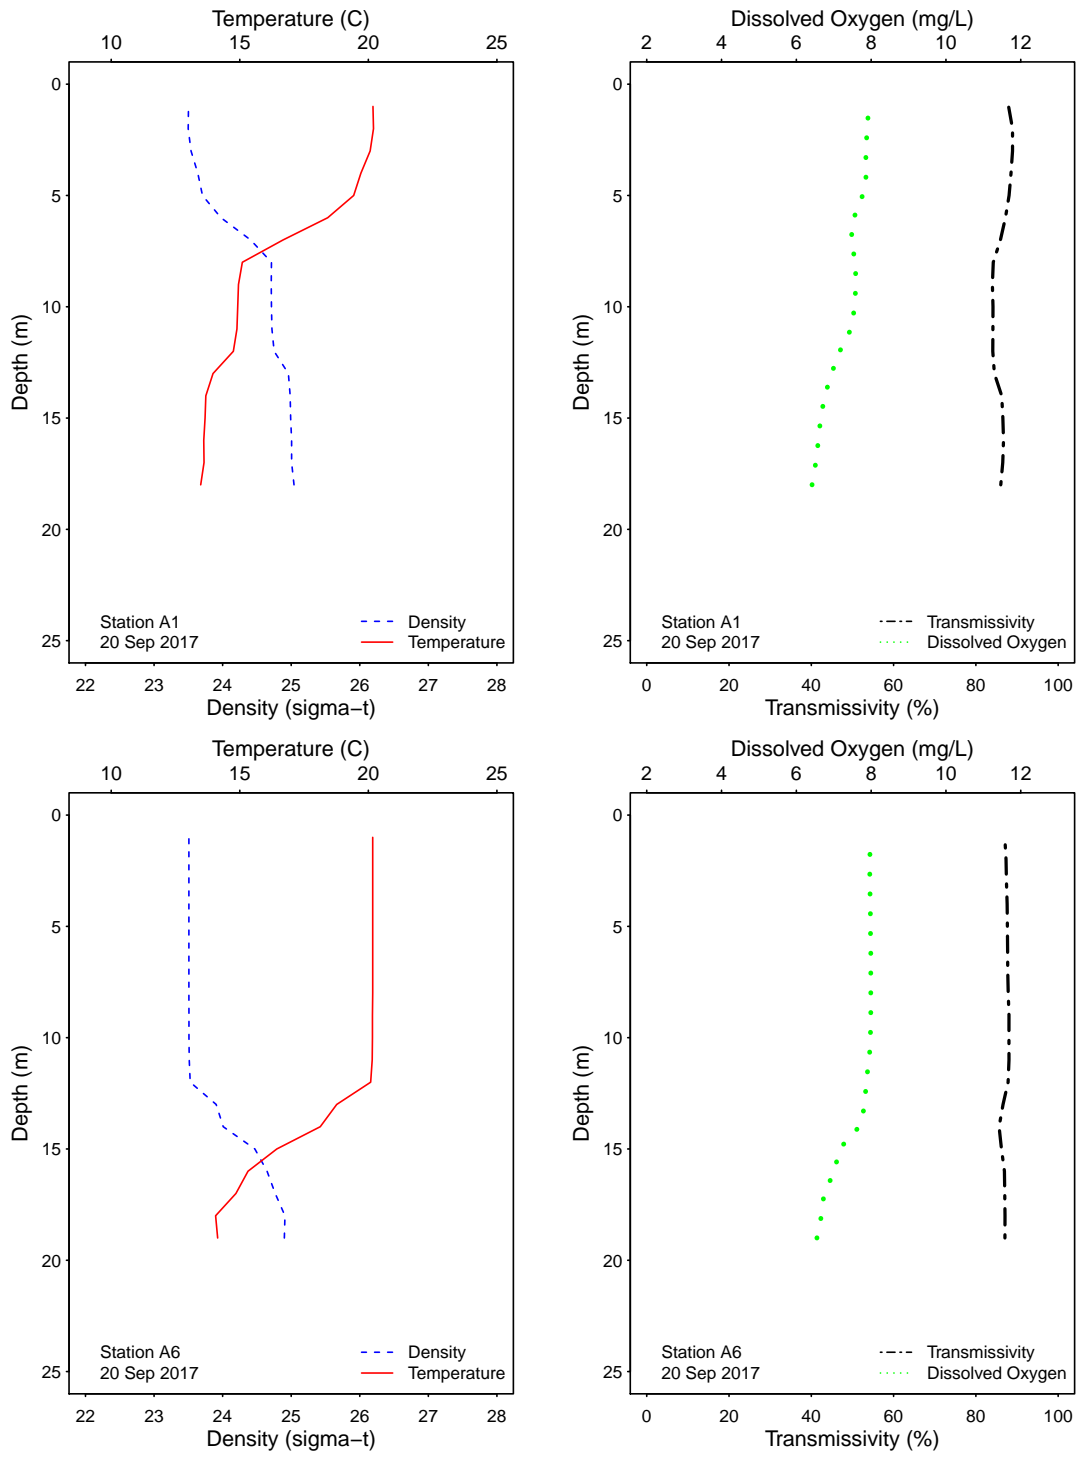 Temperature (C)
10 15 20 25
0
5
10
15
20
25
Depth (m)
Station A1
20 Sep 2017
Density
Temperature
22 23 24 25 26 27 28
Density (sigma−t)
Dissolved Oxygen (mg/L)
2 4 6 8 10 12
0
5
10
15
20
25
Depth (m)
Station A1
20 Sep 2017
Transmissivity
Dissolved Oxygen
0 20 40 60 80 100
Transmissivity (%)
Temperature (C)
10 15 20 25
0
5
10
15
20
25
Depth (m)
Station A6
20 Sep 2017
Density
Temperature
22 23 24 25 26 27 28
Density (sigma−t)
Dissolved Oxygen (mg/L)
2 4 6 8 10 12
0
5
10
15
20
25
Depth (m)
Station A6
20 Sep 2017
Transmissivity
Dissolved Oxygen
0 20 40 60 80 100
Transmissivity (%)